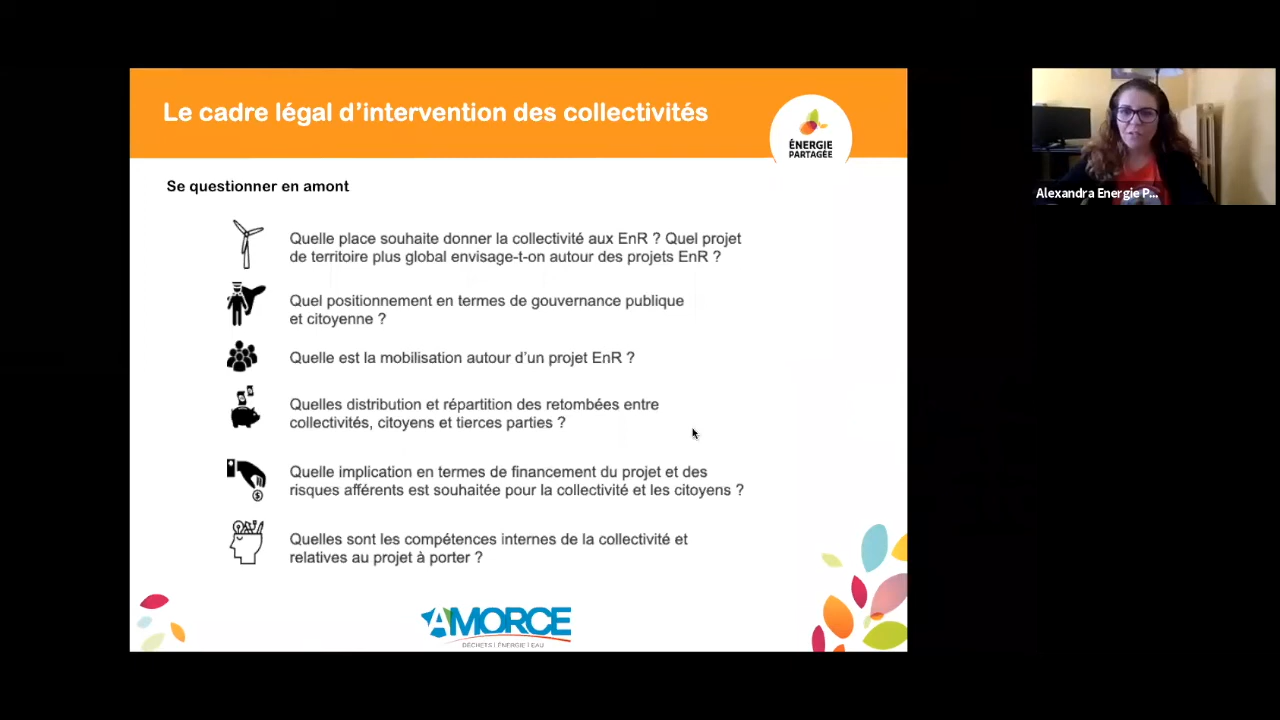 Le cadre légal d'intervention des collectivités
ÉNERGIE
PARTAGÉE
Se questionner en amont
Quelle place souhaite donner la collectivité aux EnR ? Quel projet
de territoire plus global envisage-t-on autour des projets EnR ?
Quel positionnement en termes de gouvernance publique
et citoyenne ?
Quelle est la mobilisation autour d'un projet EnR ?
Quelles distribution et répartition des retombées entre
collectivités, citoyens et tierces parties ?
Quelle implication en termes de financement du projet et des
risques afférents est souhaitée pour la collectivité et les citoyens ?
Quelles sont les compétences internes de la collectivité et
relatives au projet à porter ?
AMORCE
DÉCHETS | ÉNERGIE | EAU
Alexandra Energie P...